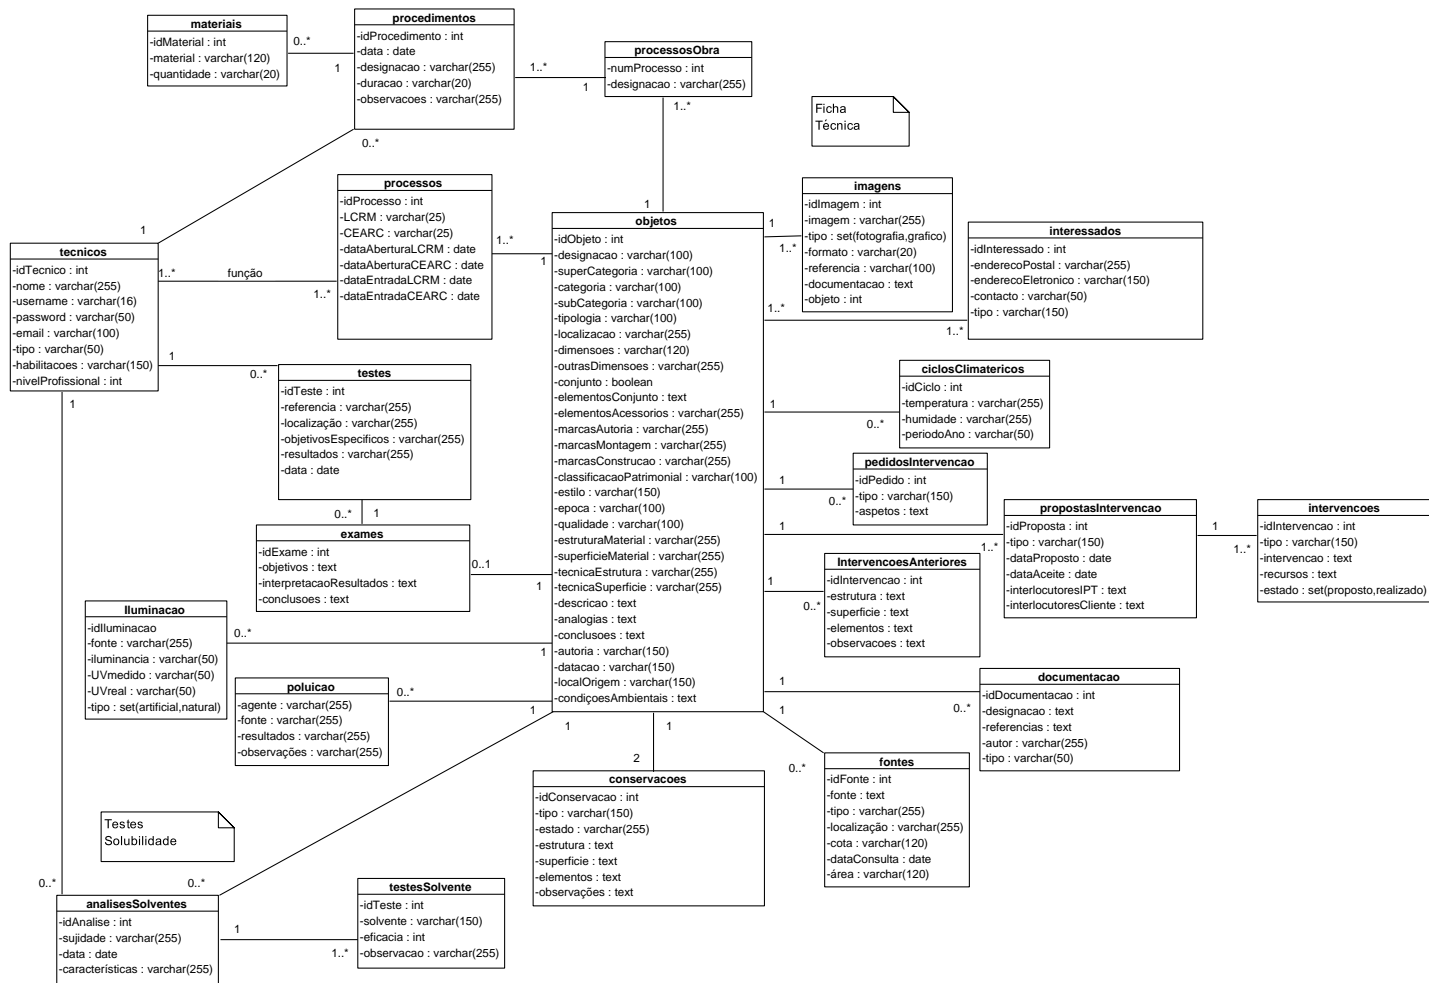 materiais
-idMaterial : int
-material : varchar(120)
-quantidade : varchar(20)
0..*
1
procedimentos
-idProcedimento : int
-data : date
-designacao : varchar(255)
-duracao : varchar(20)
-observacoes : varchar(255)
1..*
1
processosObra
-numProcesso : int
-designacao : varchar(255)
1..*
1
Ficha
Técnica
0..*
1
processos
-idProcesso : int
-LCRM : varchar(25)
-CEARC : varchar(25)
-dataAberturaLCRM : date
-dataAberturaCEARC : date
-dataEntradaLCRM : date
-dataEntradaCEARC : date
1..*
1
1..*
função
1..*
tecnicos
-idTecnico : int
-nome : varchar(255)
-username : varchar(16)
-password : varchar(50)
-email : varchar(100)
-tipo : varchar(50)
-habilitacoes : varchar(150)
-nivelProfissional : int
1
0..*
1
objetos
-idObjeto : int
-designacao : varchar(100)
-superCategoria : varchar(100)
-categoria : varchar(100)
-subCategoria : varchar(100)
-tipologia : varchar(100)
-localizacao : varchar(255)
-dimensoes : varchar(120)
-outrasDimensoes : varchar(255)
-conjunto : boolean
-elementosConjunto : text
-elementosAcessorios : varchar(255)
-marcasAutoria : varchar(255)
-marcasMontagem : varchar(255)
-marcasConstrucao : varchar(255)
-classificacaoPatrimonial : varchar(100)
-estilo : varchar(150)
-epoca : varchar(100)
-qualidade : varchar(100)
-estruturaMaterial : varchar(255)
-superficieMaterial : varchar(255)
-tecnicaEstrutura : varchar(255)
-tecnicaSuperficie : varchar(255)
-descricao : text
-analogias : text
-conclusoes : text
-autoria : varchar(150)
-datacao : varchar(150)
-localOrigem : varchar(150)
-condiçoesAmbientais : text
imagens
-idImagem : int
-imagem : varchar(255)
-tipo : set(fotografia,grafico)
-formato : varchar(20)
-referencia : varchar(100)
-documentacao : text
-objeto : int
1
1..*
interessados
-idInteressado : int
-enderecoPostal : varchar(255)
-enderecoEletronico : varchar(150)
-contacto : varchar(50)
-tipo : varchar(150)
1..*
1..*
ciclosClimatericos
-idCiclo : int
-temperatura : varchar(255)
-humidade : varchar(255)
-periodoAno : varchar(50)
1
0..*
pedidosIntervencao
-idPedido : int
-tipo : varchar(150)
-aspetos : text
1
0..*
propostasIntervencao
-idProposta : int
-tipo : varchar(150)
-dataProposto : date
-dataAceite : date
-interlocutoresIPT : text
-interlocutoresCliente : text
1
1..*
intervencoes
-idIntervencao : int
-tipo : varchar(150)
-intervencao : text
-recursos : text
-estado : set(proposto,realizado)
1
1..*
IntervencoesAnteriores
-idIntervencao : int
-estrutura : text
-superficie : text
-elementos : text
-observacoes : text
1
0..*
testes
-idTeste : int
-referencia : varchar(255)
-localização : varchar(255)
-objetivosEspecificos : varchar(255)
-resultados : varchar(255)
-data : date
0..*
1
exames
-idExame : int
-objetivos : text
-interpretacaoResultados : text
-conclusoes : text
0..1
1
Iluminacao
-idIluminacao
-fonte : varchar(255)
-iluminancia : varchar(50)
-UVmedido : varchar(50)
-UVreal : varchar(50)
-tipo : set(artificial,natural)
0..*
1
poluicao
-agente : varchar(255)
-fonte : varchar(255)
-resultados : varchar(255)
-observações : varchar(255)
0..*
1
documentacao
-idDocumentacao : int
-designacao : text
-referencias : text
-autor : varchar(255)
-tipo : varchar(50)
1
0..*
fontes
-idFonte : int
-fonte : text
-tipo : varchar(255)
-localização : varchar(255)
-cota : varchar(120)
-dataConsulta : date
-área : varchar(120)
1
0..*
conservacoes
-idConservacao : int
-tipo : varchar(150)
-estado : varchar(255)
-estrutura : text
-superficie : text
-elementos : text
-observações : text
1
2
Testes
Solubilidade
1
0..*
1
0..*
analisesSolventes
-idAnalise : int
-sujidade : varchar(255)
-data : date
-características : varchar(255)
1
1..*
testesSolvente
-idTeste : int
-solvente : varchar(150)
-eficacia : int
-observacao : varchar(255)